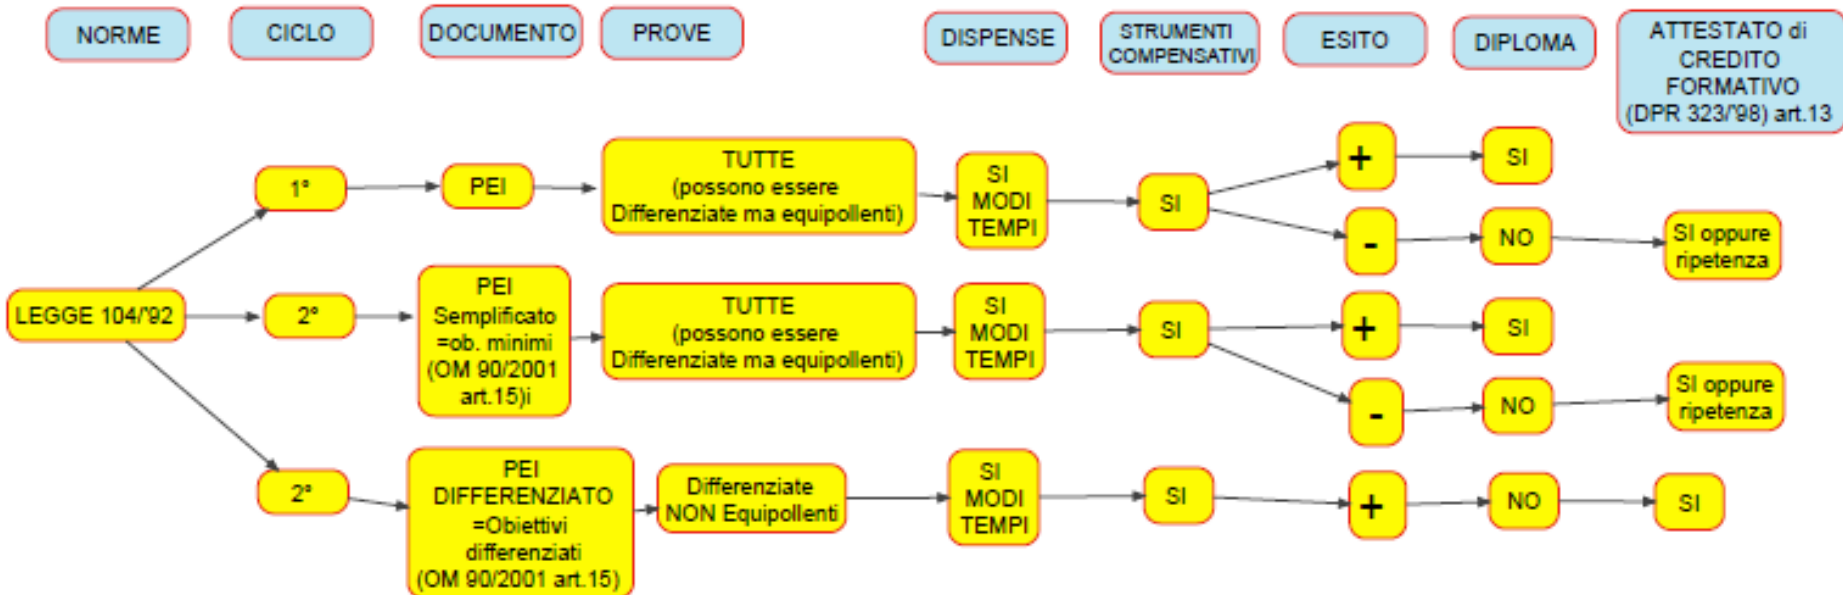 NORME
CICLO
DOCUMENTO
PROVE
DISPENSE
STRUMENTI
COMPENSATIVI
ESITO
DIPLOMA
ATTESTATO di
CREDITO
FORMATIVO
(DPR 323/'98) art.13
LEGGE 104/'92
1°
PEI
TUTTE
(possono essere
Differenziate ma equipollenti)
SI
MODI
TEMPI
SI
+
SI
-
NO
SI oppure
ripetenza
2°
PEI
Semplificato
=ob. minimi
(OM 90/2001
art.15)i
TUTTE
(possono essere
Differenziate ma equipollenti)
SI
MODI
TEMPI
SI
+
SI
-
NO
SI oppure
ripetenza
2°
PEI
DIFFERENZIATO
=Obiettivi
differenziati
(OM 90/2001 art.15)
Differenziate
NON Equipollenti
SI
MODI
TEMPI
SI
+
NO
SI